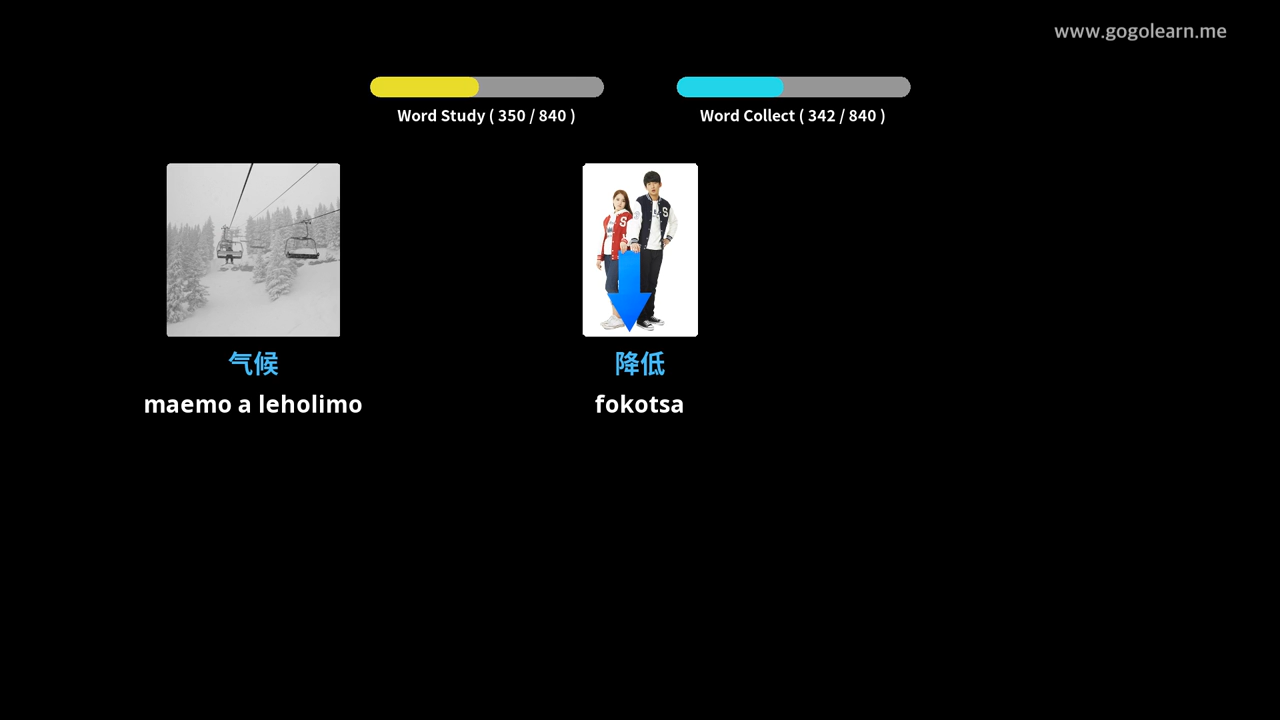 www.gogolearn.me
Word Study ( 350 / 840 )
Word Collect ( 342 / 840 )
S
S
气候
降低
maemo a leholimo
fokotsa